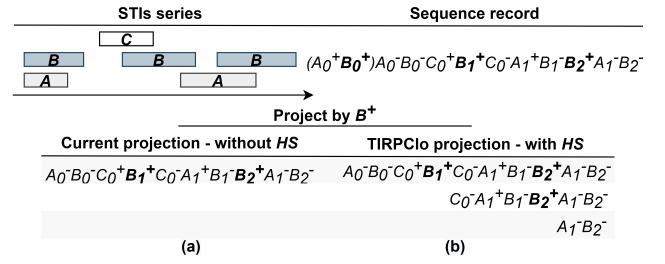 STIs series Sequence record
C
B B B (A₀⁺B₀⁺)A₀⁻B₀⁻C₀⁺B₁⁺C₀⁻A₁⁺B₁⁻B₂⁺A₁⁻B₂⁻
A A
Project by B⁺
Current projection - without HS TIRPClo projection - with HS
A₀⁻B₀⁻C₀⁺B₁⁺C₀⁻A₁⁺B₁⁻B₂⁺A₁⁻B₂⁻ A₀⁻B₀⁻C₀⁺B₁⁺C₀⁻A₁⁺B₁⁻B₂⁺A₁⁻B₂⁻
C₀⁻A₁⁺B₁⁻B₂⁺A₁⁻B₂⁻
A₁⁻B₂⁻
(a) (b)